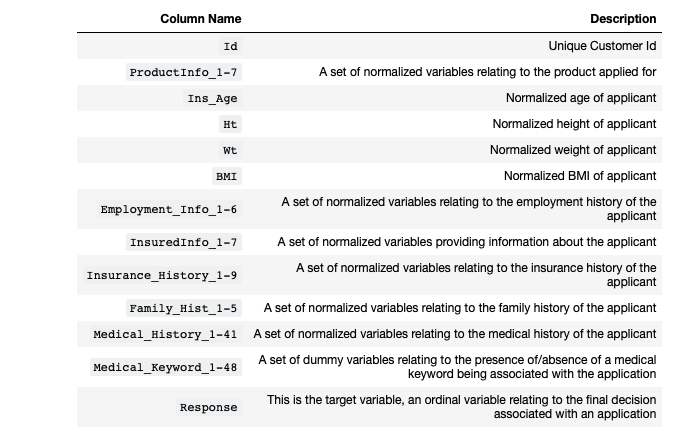 Column Name Description
Id Unique Customer Id
ProductInfo_1-7 A set of normalized variables relating to the product applied for
Ins_Age Normalized age of applicant
Ht Normalized height of applicant
Wt Normalized weight of applicant
BMI Normalized BMI of applicant
Employment_Info_1-6 A set of normalized variables relating to the employment history of the
applicant
InsuredInfo_1-7 A set of normalized variables providing information about the applicant
Insurance_History_1-9 A set of normalized variables relating to the insurance history of the
applicant
Family_Hist_1-5 A set of normalized variables relating to the family history of the applicant
Medical_History_1-41 A set of normalized variables relating to the medical history of the applicant
Medical_Keyword_1-48 A set of dummy variables relating to the presence of/absence of a medical
keyword being associated with the application
Response This is the target variable, an ordinal variable relating to the final decision
associated with an application